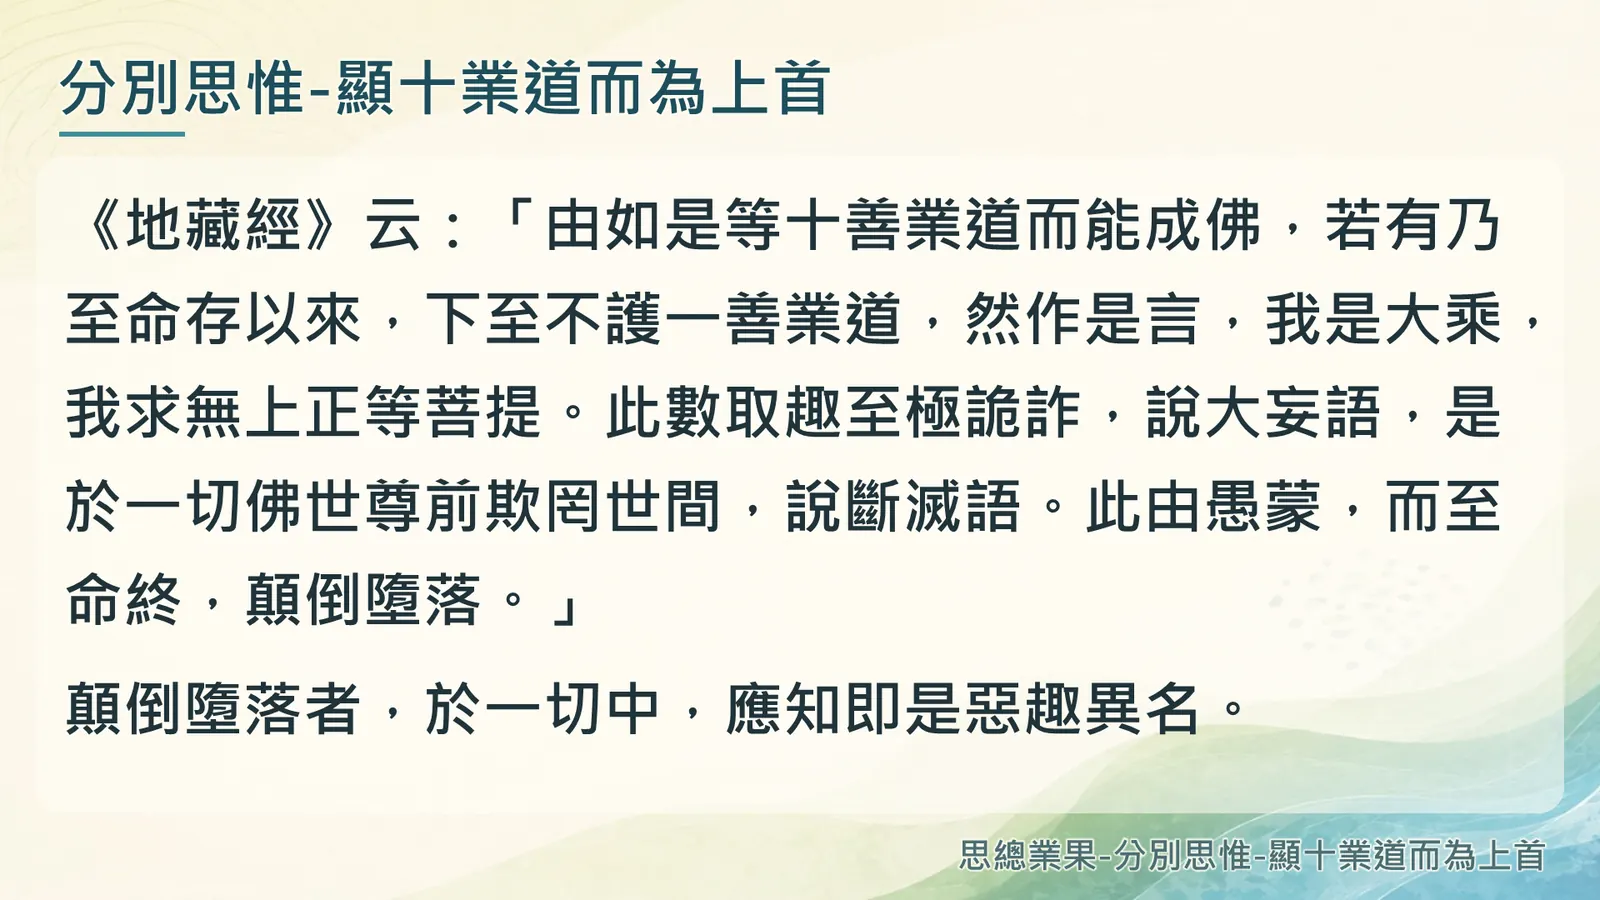 分別思惟-顯十業道而為上首
《地藏經》云：「由如是等十善業道而能成佛，若有乃
至命存以來，下至不護一善業道，然作是言，我是大乘，
我求無上正等菩提。此數取趣至極詭詐，說大妄語，是
於一切佛世尊前欺罔世間，說斷滅語。此由愚蒙，而至
命終，顛倒墮落。」
顛倒墮落者，於一切中，應知即是惡趣異名。
思總業果-分別思惟-顯十業道而為上首